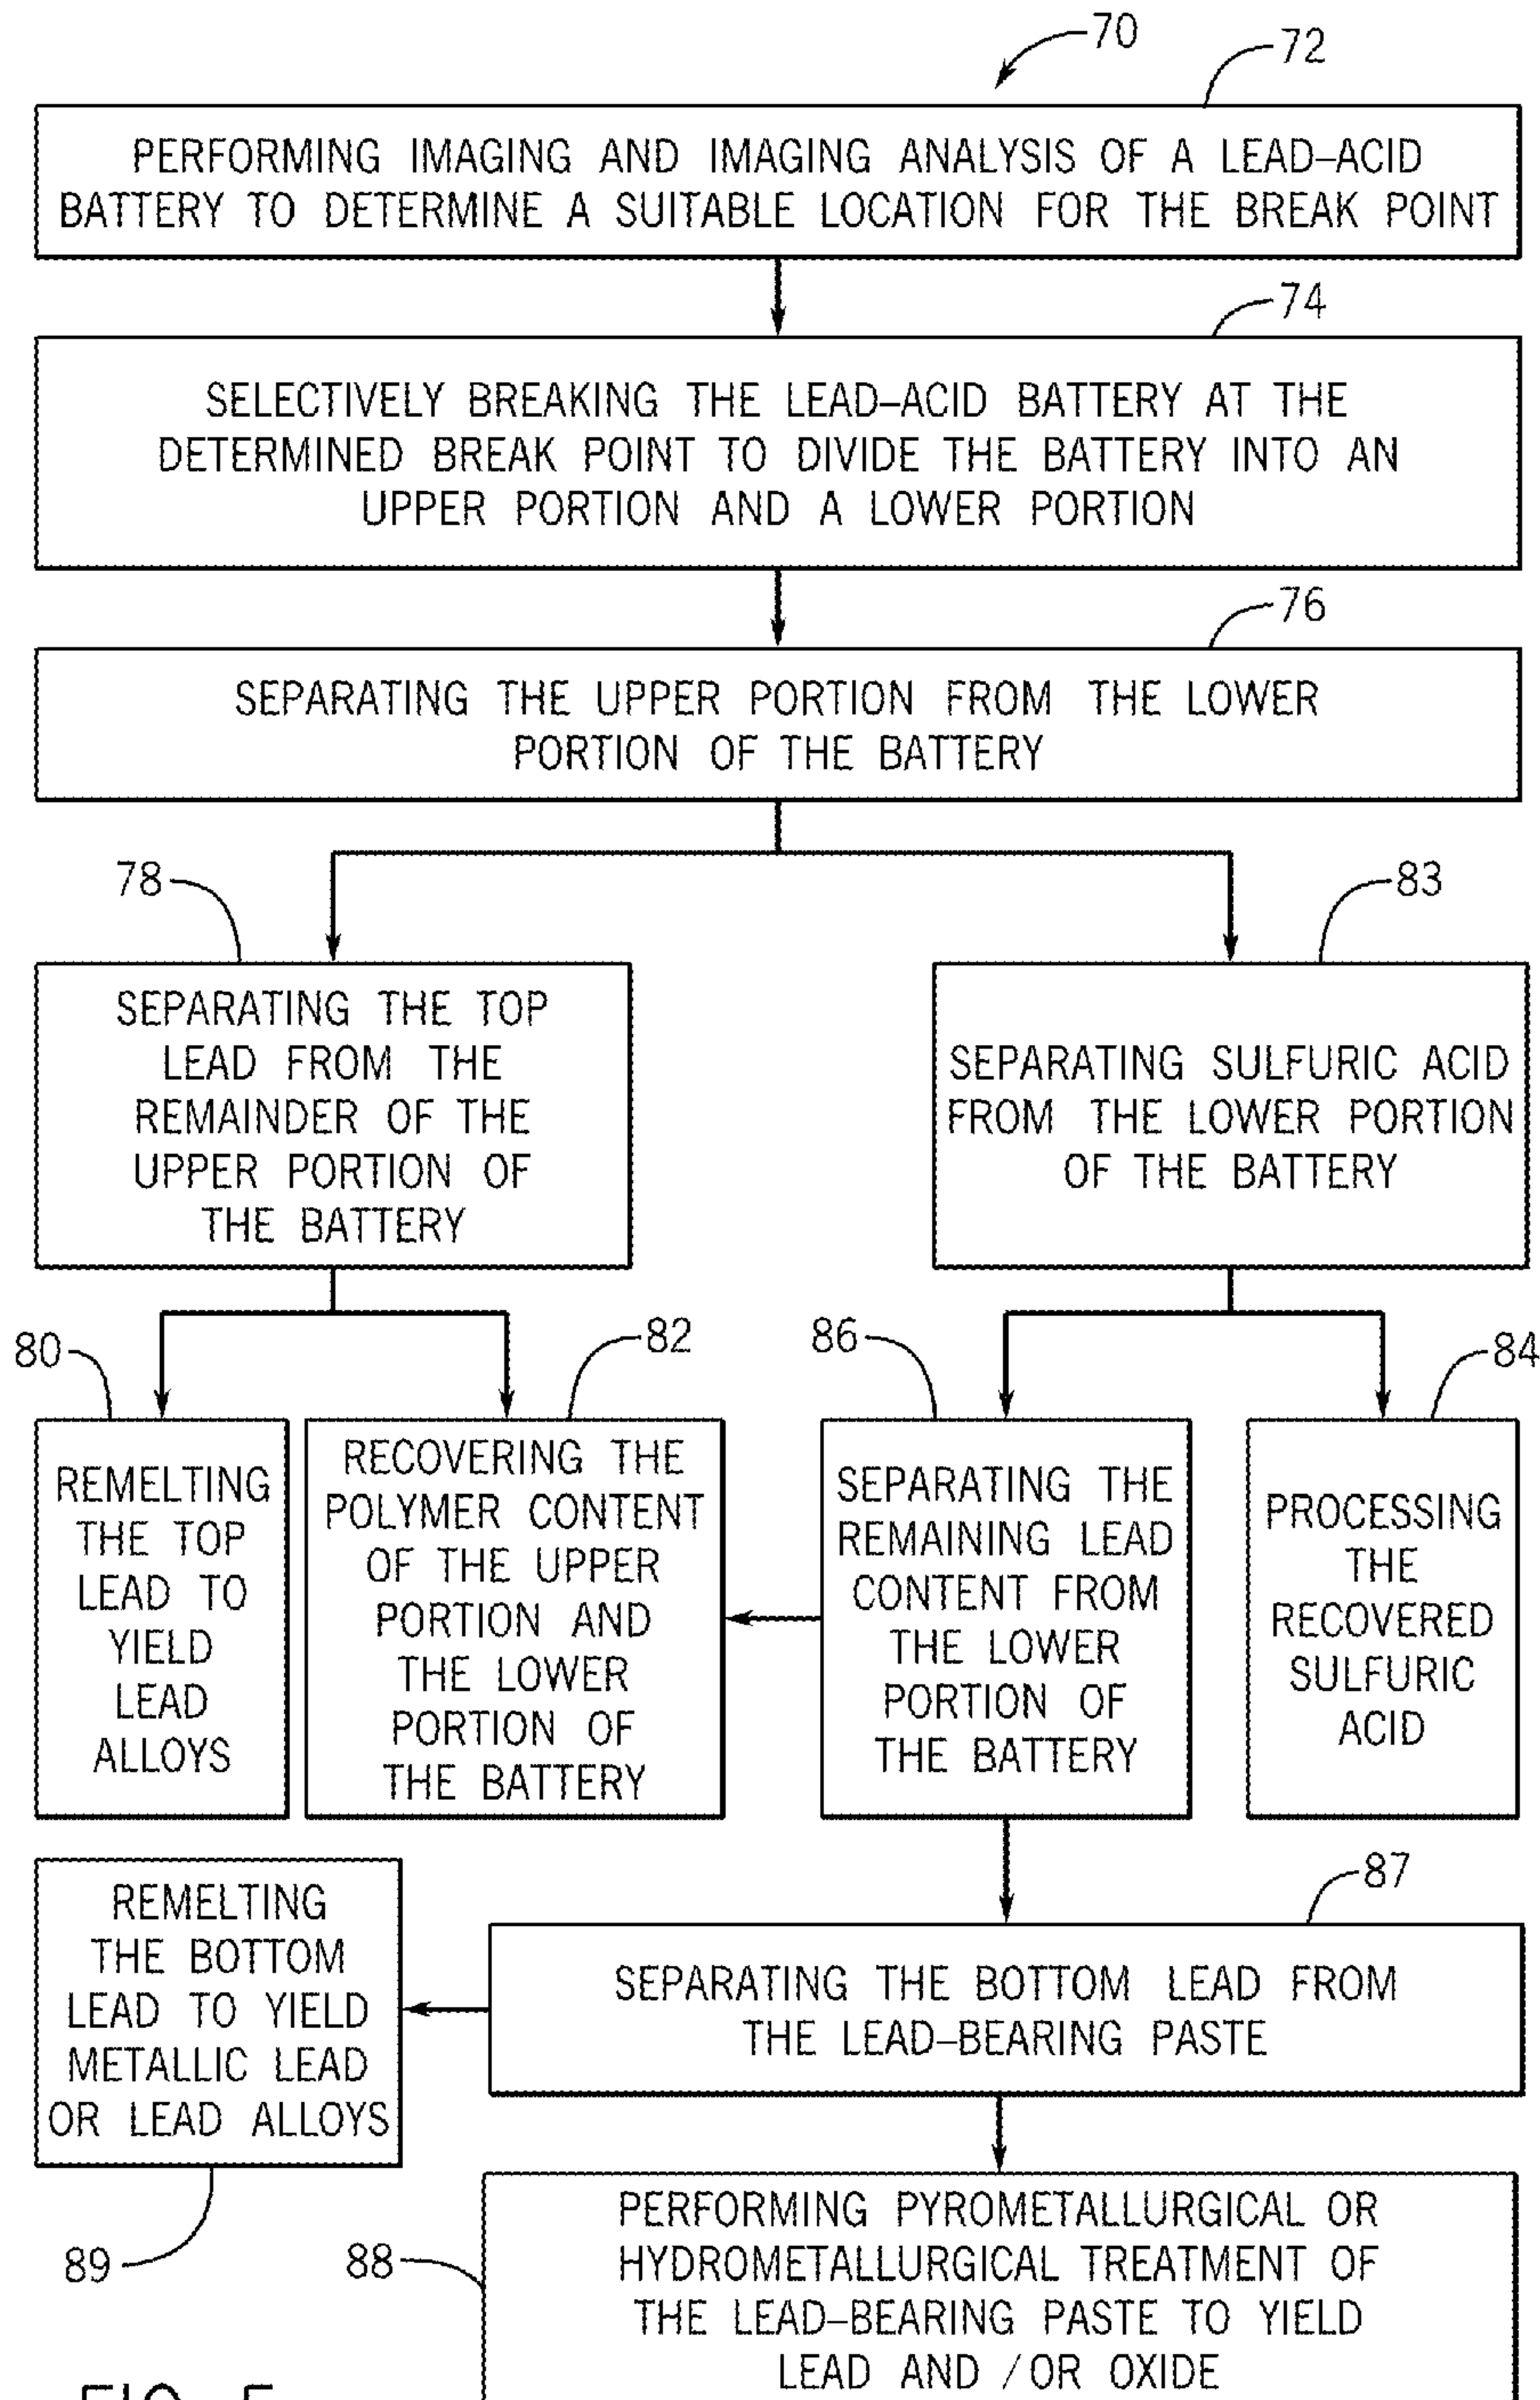 70
72
PERFORMING IMAGING AND IMAGING ANALYSIS OF A LEAD–ACID
BATTERY TO DETERMINE A SUITABLE LOCATION FOR THE BREAK POINT
74
SELECTIVELY BREAKING THE LEAD–ACID BATTERY AT THE
DETERMINED BREAK POINT TO DIVIDE THE BATTERY INTO AN
UPPER PORTION AND A LOWER PORTION
76
SEPARATING THE UPPER PORTION FROM THE LOWER
PORTION OF THE BATTERY
78
SEPARATING THE TOP
LEAD FROM THE
REMAINDER OF THE
UPPER PORTION OF
THE BATTERY
83
SEPARATING SULFURIC ACID
FROM THE LOWER PORTION
OF THE BATTERY
80
REMELTING
THE TOP
LEAD TO
YIELD
LEAD
ALLOYS
82
RECOVERING THE
POLYMER CONTENT
OF THE UPPER
PORTION AND
THE LOWER
PORTION OF
THE BATTERY
86
SEPARATING THE
REMAINING LEAD
CONTENT FROM
THE LOWER
PORTION OF
THE BATTERY
84
PROCESSING
THE
RECOVERED
SULFURIC
ACID
87
SEPARATING THE BOTTOM LEAD FROM
THE LEAD–BEARING PASTE
REMELTING
THE BOTTOM
LEAD TO YIELD
METALLIC LEAD
OR LEAD ALLOYS
89
88
PERFORMING PYROMETALLURGICAL OR
HYDROMETALLURGICAL TREATMENT OF
THE LEAD–BEARING PASTE TO YIELD
LEAD AND /OR OXIDE